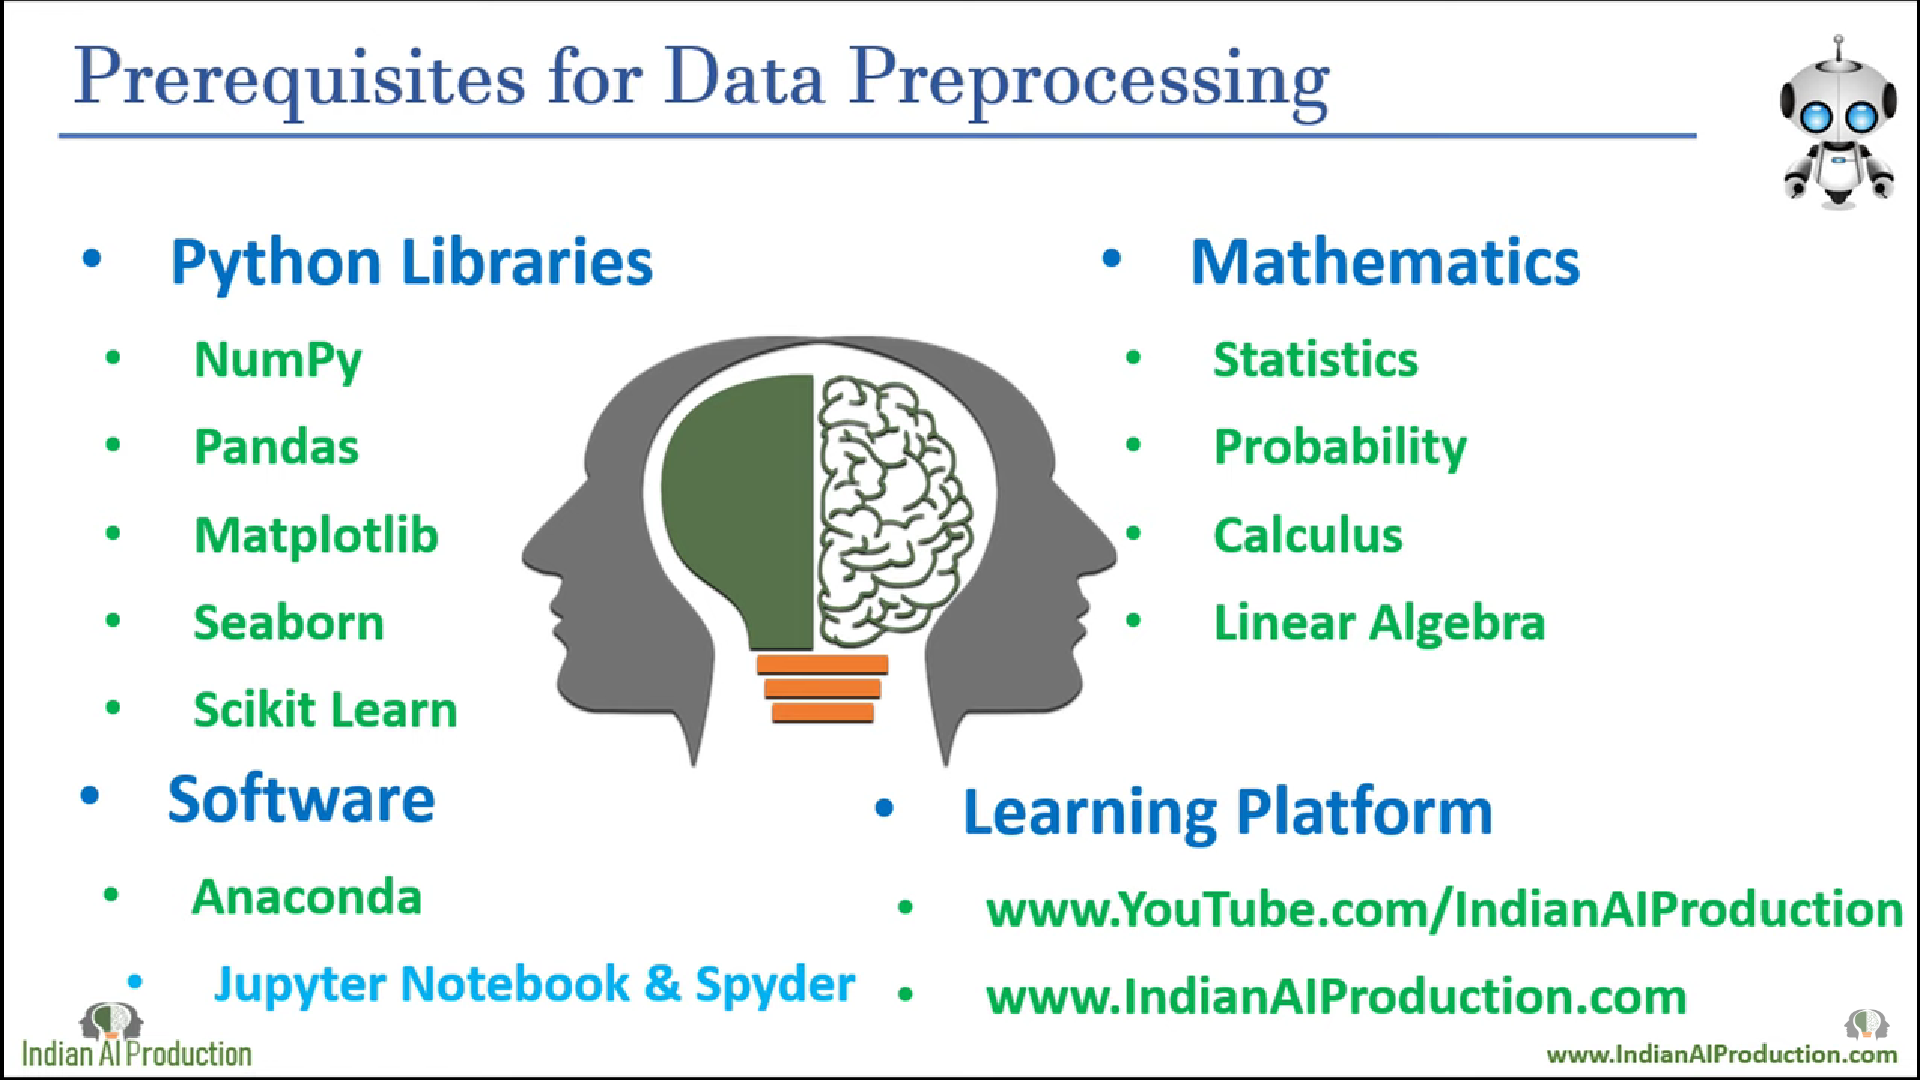 Prerequisites for Data Preprocessing
• Python Libraries
• NumPy
• Pandas
• Matplotlib
• Seaborn
• Scikit Learn
• Mathematics
• Statistics
• Probability
• Calculus
• Linear Algebra
• Software
• Anaconda
• Jupyter Notebook & Spyder
• Learning Platform
• www.YouTube.com/IndianAIProduction
• www.IndianAIProduction.com
Indian AI Production
www.IndianAIProduction.com